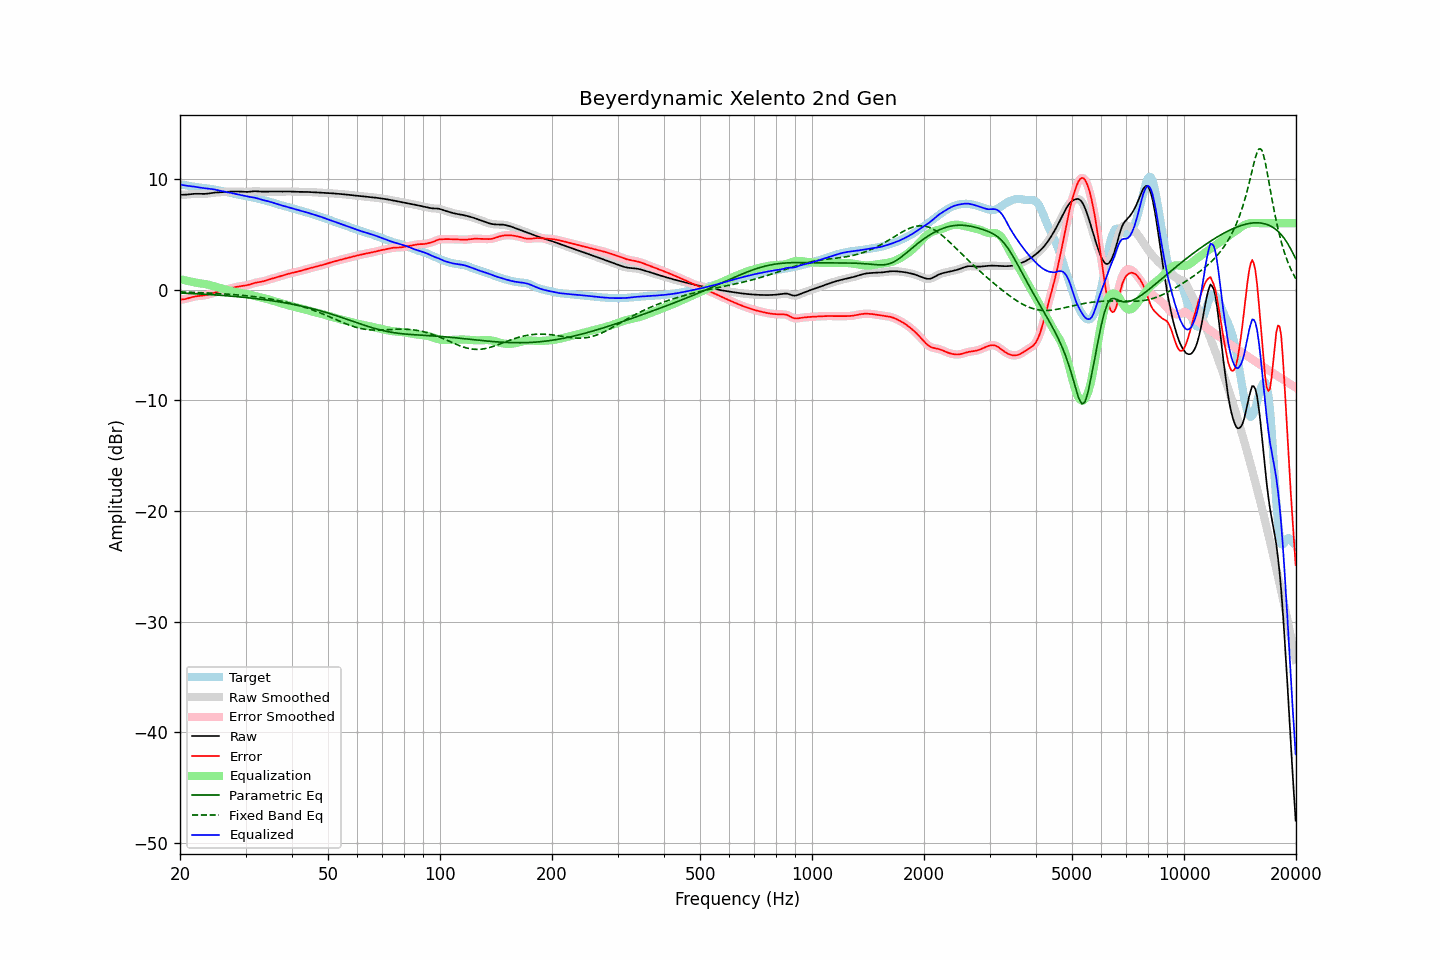 Beyerdynamic Xelento 2nd Gen
Amplitude (dBr)
10
0
−10
−20
−30
−40
−50
Target
Raw Smoothed
Error Smoothed
Raw
Error
Equalization
Parametric Eq
Fixed Band Eq
Equalized
20 50 100 200 500 1000 2000 5000 10000 20000
Frequency (Hz)